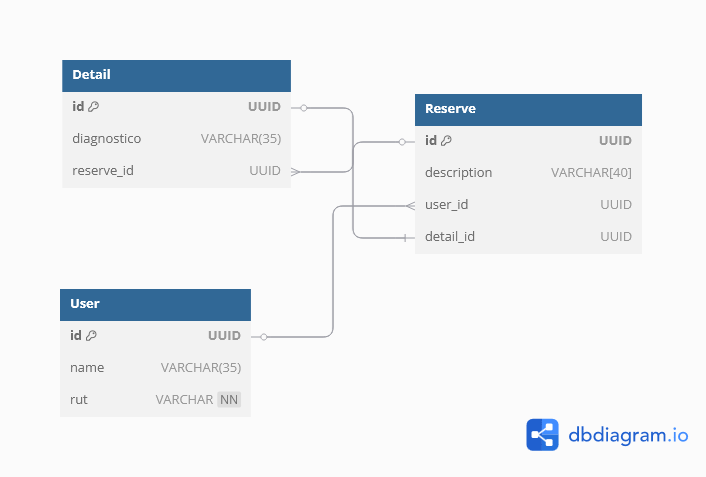 Detail
id UUID
diagnostico VARCHAR(35)
reserve_id UUID
Reserve
id UUID
description VARCHAR[40]
user_id UUID
detail_id UUID
User
id UUID
name VARCHAR(35)
rut VARCHAR NN
dbdiagram.io